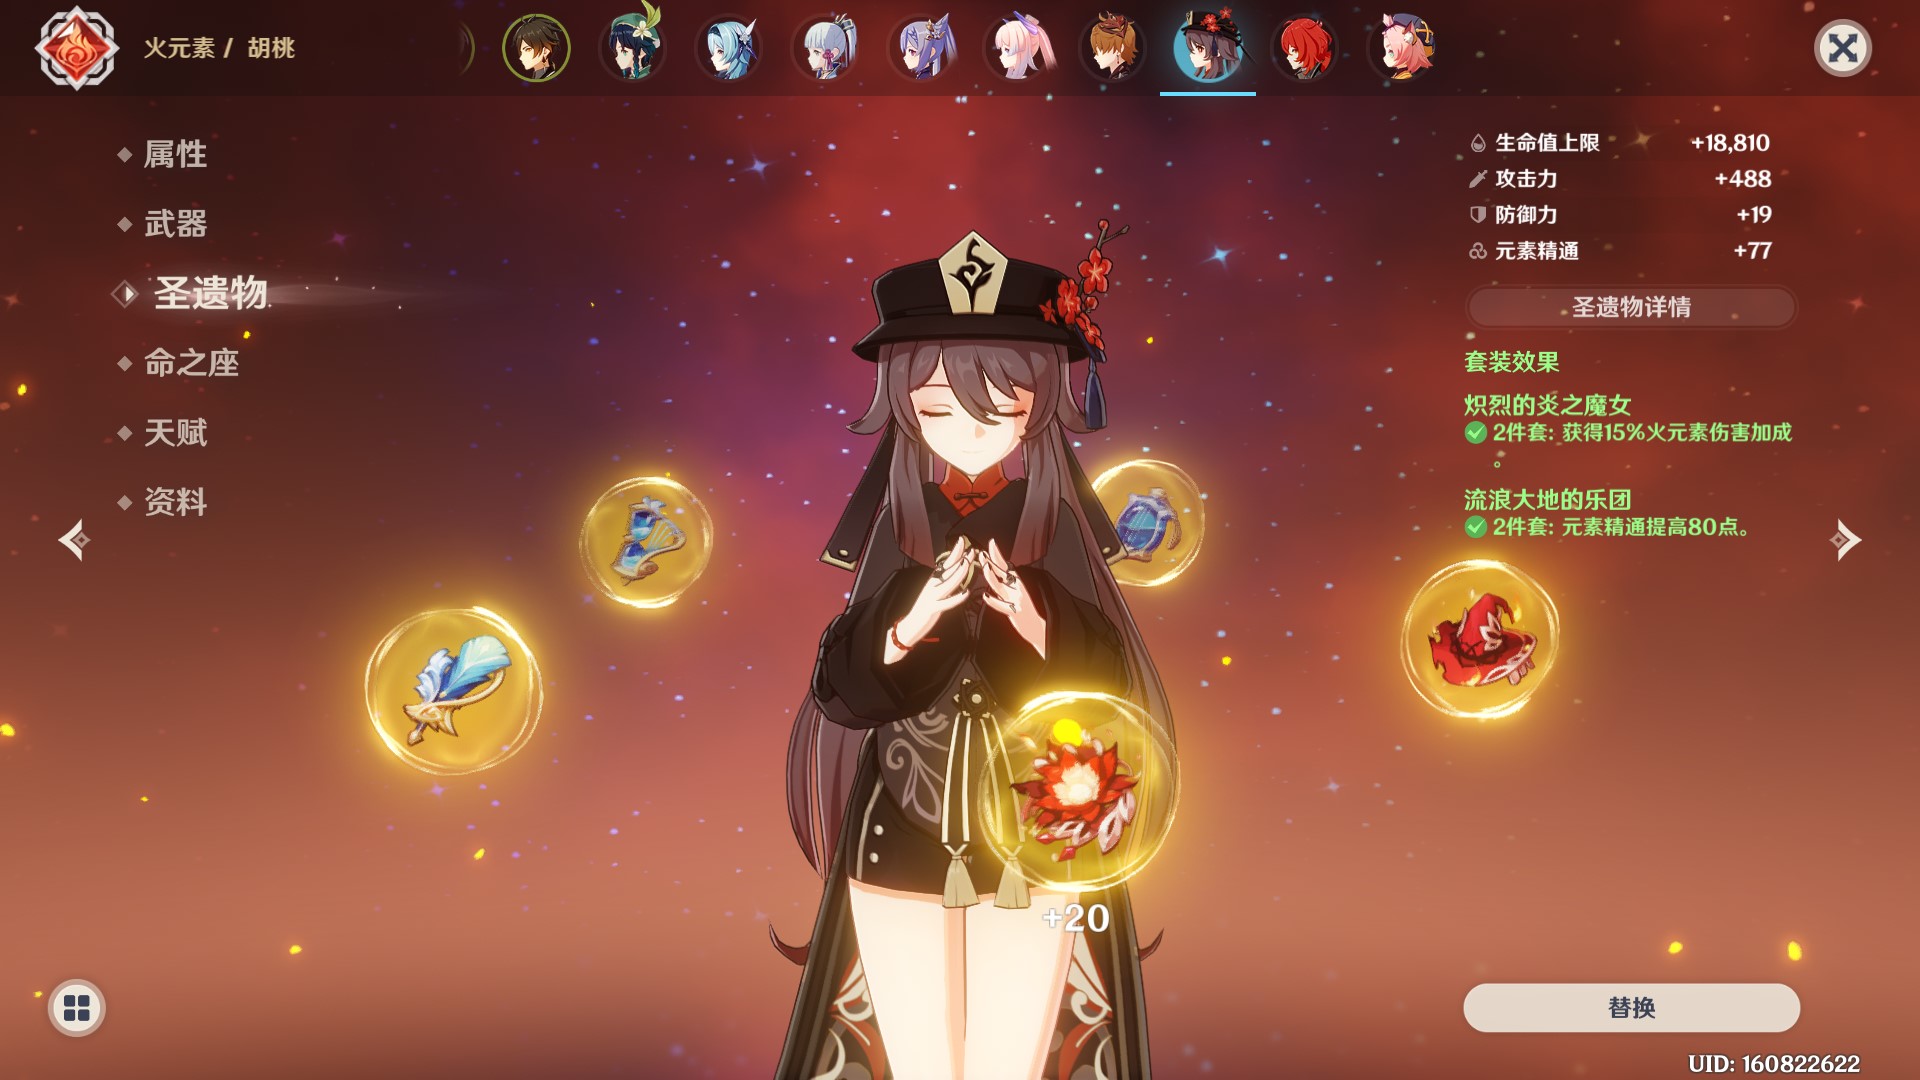 火元素 / 胡桃
属性
武器
圣遗物
命之座
天赋
资料
生命值上限 +18,810
攻击力 +488
防御力 +19
元素精通 +77
圣遗物详情
套装效果
炽烈的炎之魔女
2件套: 获得15%火元素伤害加成
。
流浪大地的乐团
2件套: 元素精通提高80点。
+20
替换
UID: 160822622